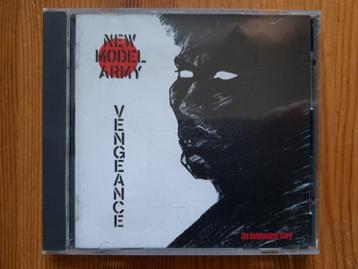 NEW
MODEL
ARMY
VENGEANCE
the independent story